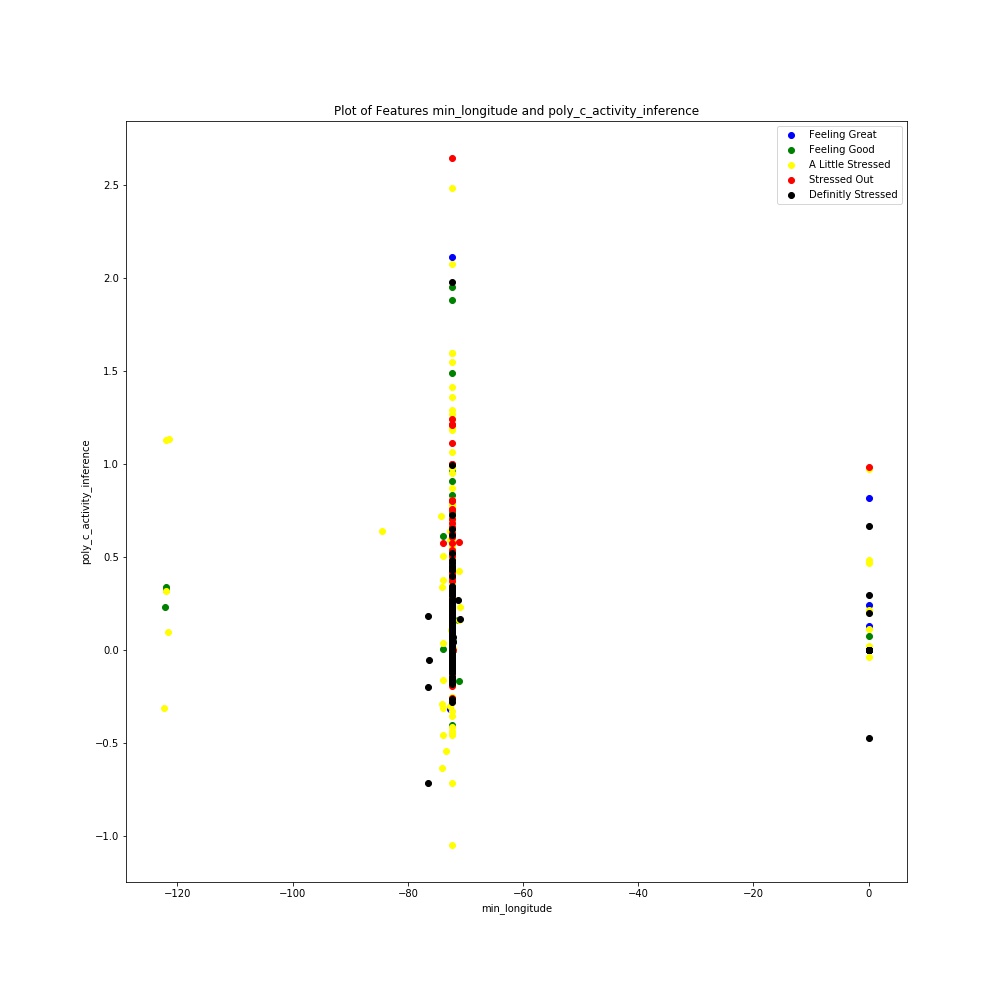 Plot of Features min_longitude and poly_c_activity_inference
Feeling Great
Feeling Good
A Little Stressed
Stressed Out
Definitly Stressed
poly_c_activity_inference
2.5
2.0
1.5
1.0
0.5
0.0
−0.5
−1.0
−120 −100 −80 −60 −40 −20 0
min_longitude